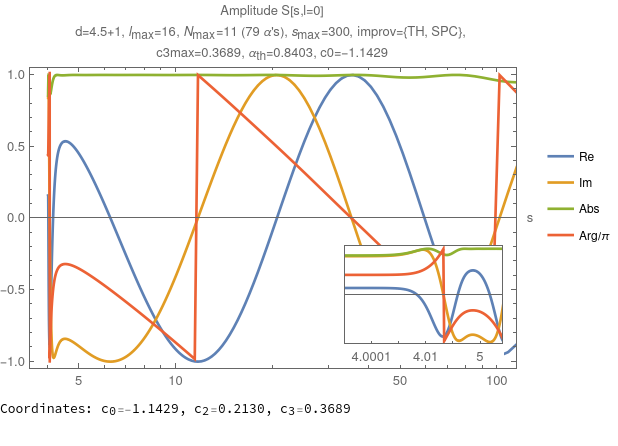 Amplitude S[s,l=0]
d=4.5+1, lmax=16, Nmax=11 (79 α's), smax=300, improv={TH, SPC},
c3max=0.3689, αth=0.8403, c0=−1.1429
1.0
0.5
0.0
−0.5
−1.0
s
Re
Im
Abs
Arg/π
4.0001 4.01 5
5 10 50 100
Coordinates: c0=-1.1429, c2=0.2130, c3=0.3689